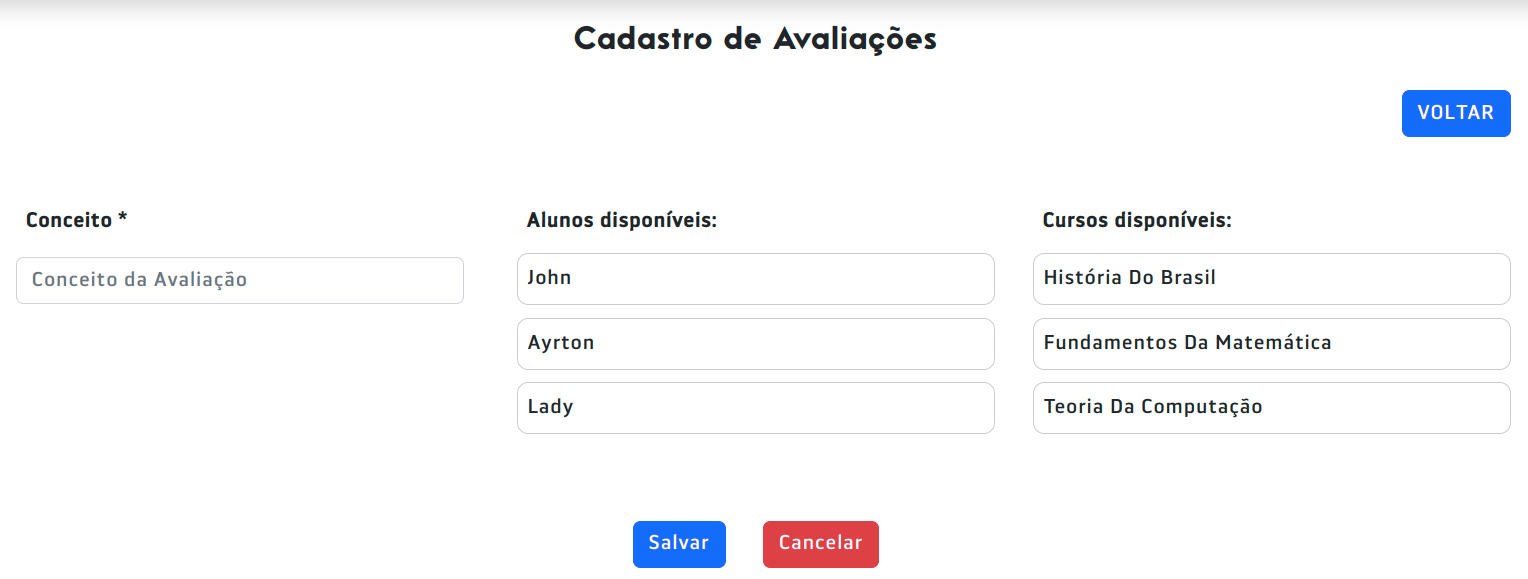 Cadastro de Avaliações
VOLTAR
Conceito *
Conceito da Avaliação
Alunos disponíveis:
John
Ayrton
Lady
Cursos disponíveis:
História Do Brasil
Fundamentos Da Matemática
Teoria Da Computação
Salvar
Cancelar